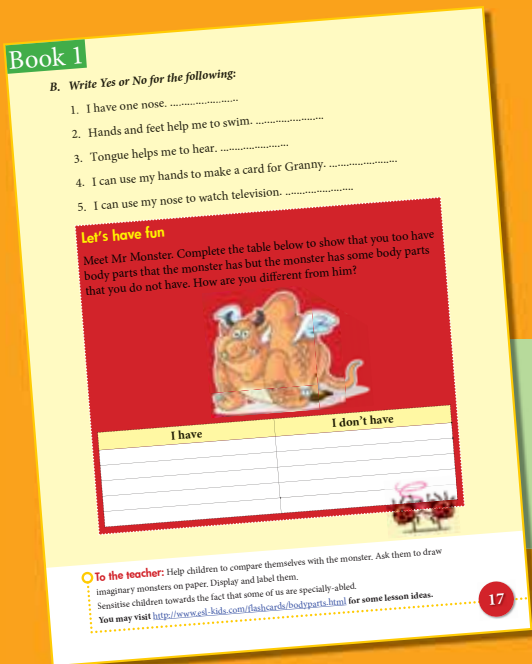 Book 1
B. Write Yes or No for the following:
1. I have one nose. ........................
2. Hands and feet help me to swim. ........................
3. Tongue helps me to hear. ........................
4. I can use my hands to make a card for Granny. ........................
5. I can use my nose to watch television. ........................
Let's have fun
Meet Mr Monster. Complete the table below to show that you too have
body parts that the monster has but the monster has some body parts
that you do not have. How are you different from him?
I have I don't have
To the teacher: Help children to compare themselves with the monster. Ask them to draw
imaginary monsters on paper. Display and label them.
Sensitise children towards the fact that some of us are specially-abled.
You may visit http://www.esl-kids.com/flashcards/bodyparts.html for some lesson ideas.
17